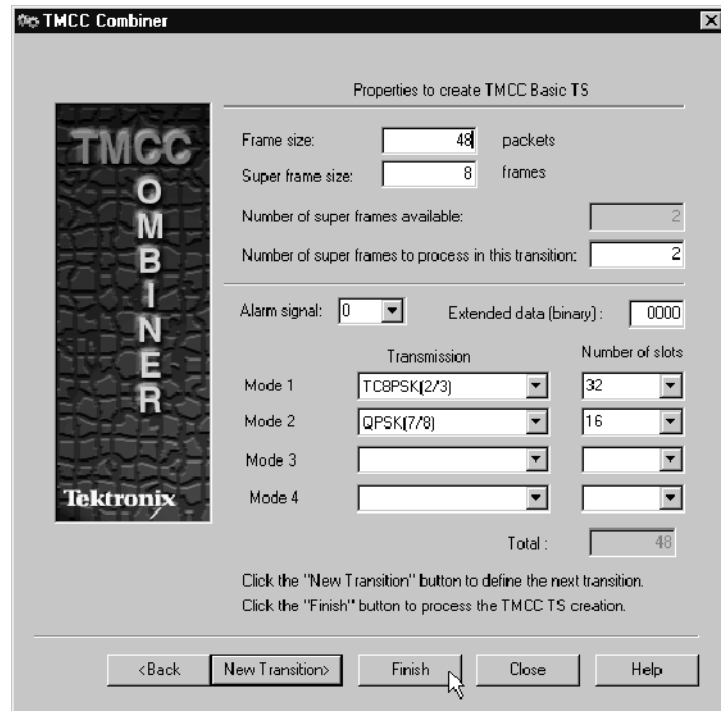 TMCC Combiner
TMCC
OMBINER
Tektronix
Properties to create TMCC Basic TS
Frame size: 48 packets
Super frame size: 8 frames
Number of super frames available: 2
Number of super frames to process in this transition: 2
Alarm signal: 0 Extended data (binary) : 0000
Transmission Number of slots
Mode 1 TC8PSK(2/3) 32
Mode 2 QPSK(7/8) 16
Mode 3
Mode 4
Total : 48
Click the "New Transition" button to define the next transition.
Click the "Finish" button to process the TMCC TS creation.
<Back New Transition> Finish Close Help